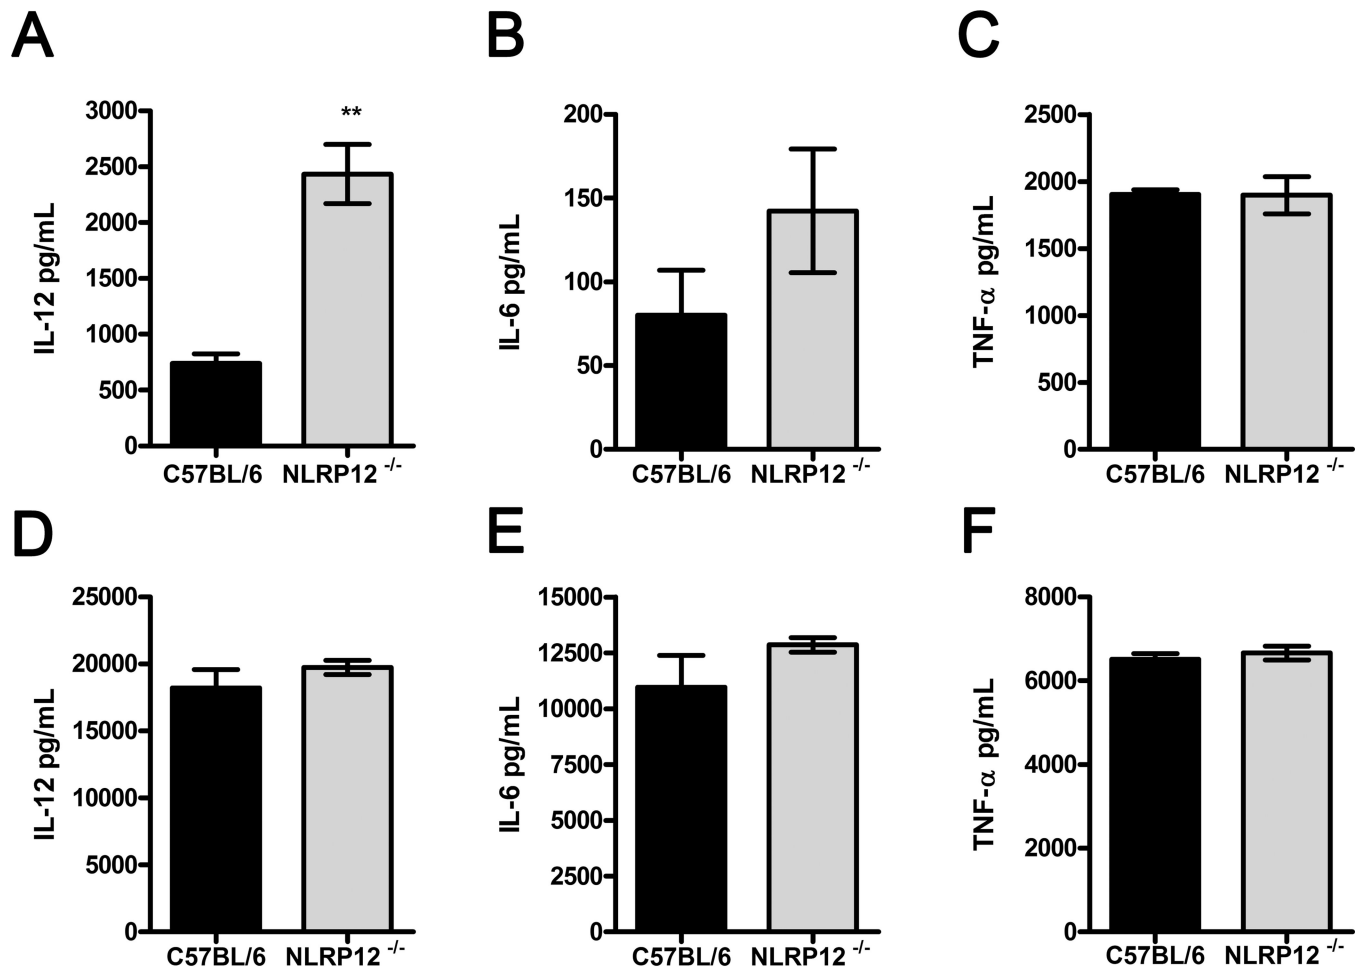 A
IL-12 pg/mL
3000
2500
2000
1500
1000
500
0
**
C57BL/6 NLRP12 -/-
B
IL-6 pg/mL
200
150
100
50
0
C57BL/6 NLRP12 -/-
C
TNF-α pg/mL
2500
2000
1500
1000
500
0
C57BL/6 NLRP12 -/-
D
IL-12 pg/mL
25000
20000
15000
10000
5000
0
C57BL/6 NLRP12 -/-
E
IL-6 pg/mL
15000
12500
10000
7500
5000
2500
0
C57BL/6 NLRP12 -/-
F
TNF-α pg/mL
8000
6000
4000
2000
0
C57BL/6 NLRP12 -/-